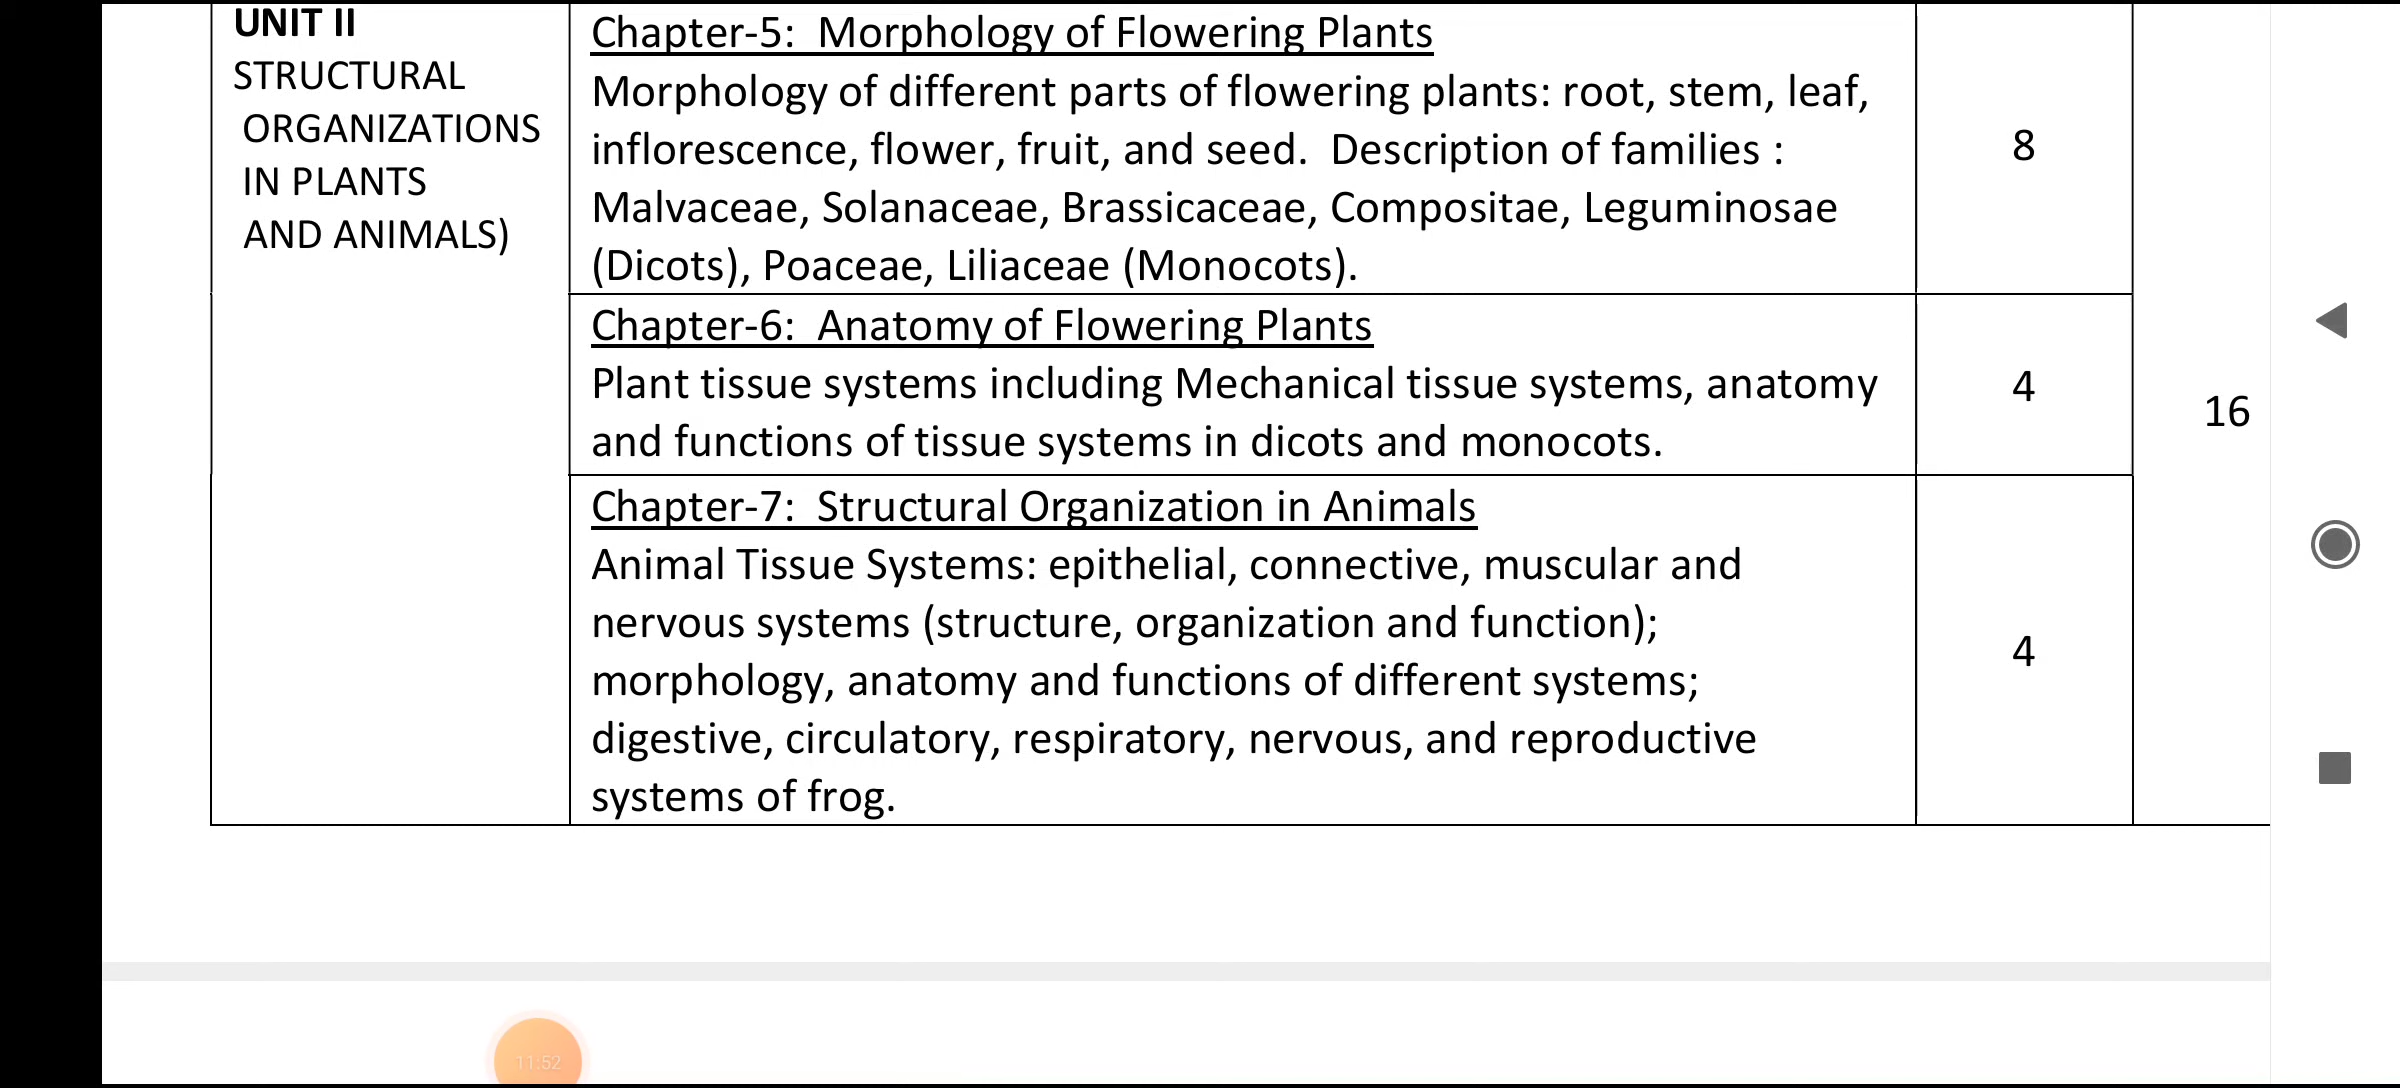 UNIT II
STRUCTURAL
ORGANIZATIONS
IN PLANTS
AND ANIMALS)
Chapter-5:  Morphology of Flowering Plants
Morphology of different parts of flowering plants: root, stem, leaf,
inflorescence, flower, fruit, and seed.  Description of families :
Malvaceae, Solanaceae, Brassicaceae, Compositae, Leguminosae
(Dicots), Poaceae, Liliaceae (Monocots).
8
Chapter-6:  Anatomy of Flowering Plants
Plant tissue systems including Mechanical tissue systems, anatomy
and functions of tissue systems in dicots and monocots.
4
16
Chapter-7:  Structural Organization in Animals
Animal Tissue Systems: epithelial, connective, muscular and
nervous systems (structure, organization and function);
morphology, anatomy and functions of different systems;
digestive, circulatory, respiratory, nervous, and reproductive
systems of frog.
4
11:52